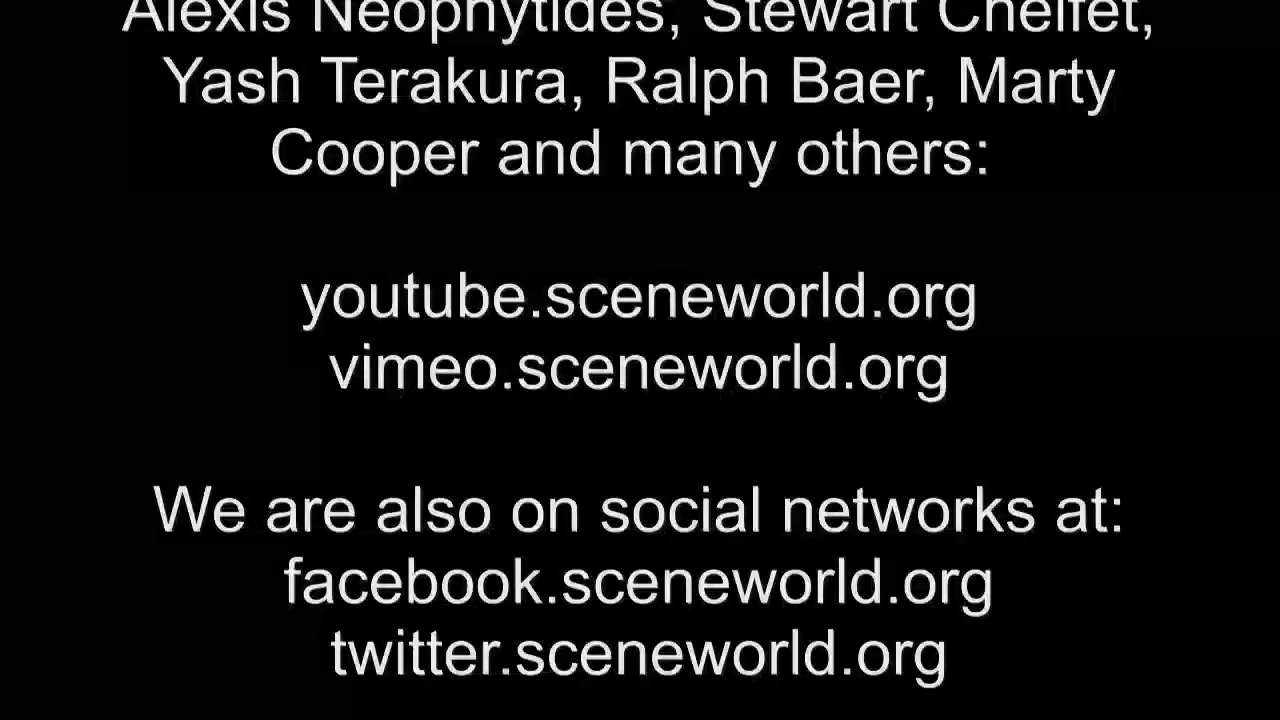 Alexis Neophytides, Stewart Cheifet,
Yash Terakura, Ralph Baer, Marty
Cooper and many others:
youtube.sceneworld.org
vimeo.sceneworld.org
We are also on social networks at:
facebook.sceneworld.org
twitter.sceneworld.org